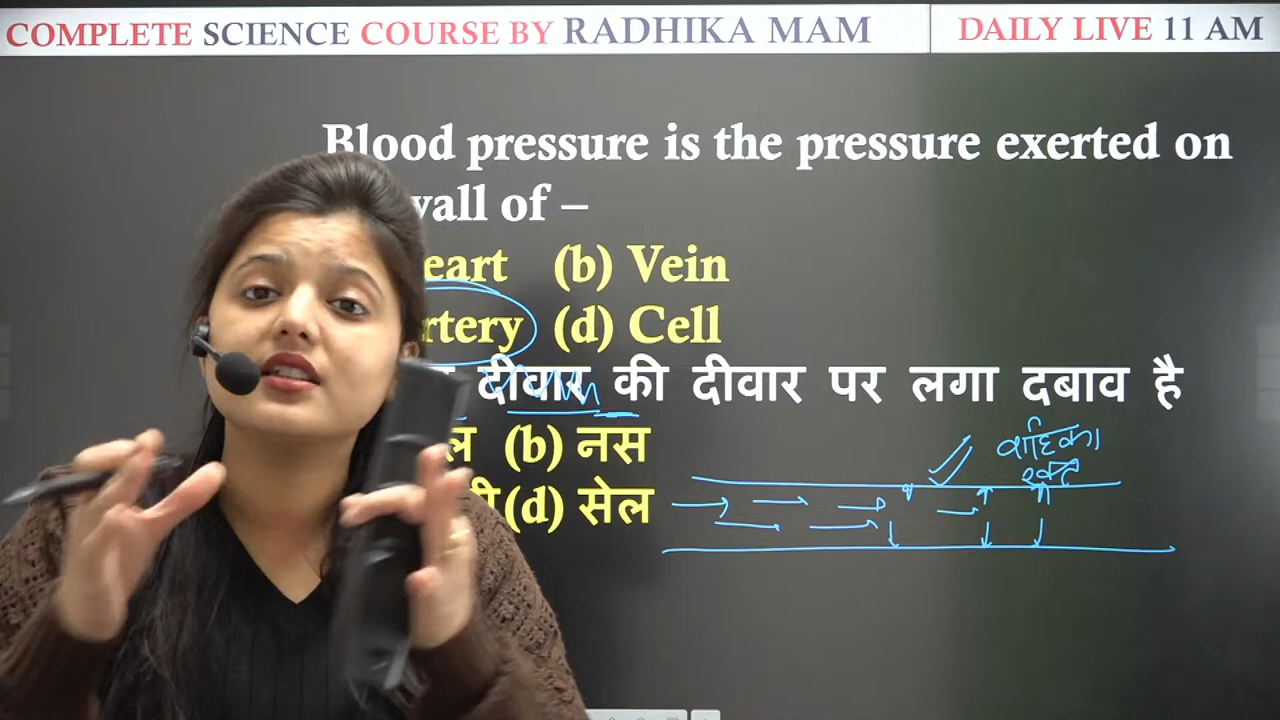 COMPLETE SCIENCE COURSE BY RADHIKA MAM
DAILY LIVE 11 AM
Blood pressure is the pressure exerted on
wall of –
eart (b) Vein
rtery (d) Cell
दीवार की दीवार पर लगा दबाव है
ल (b) नस
ी (d) सेल
वाहिका
रक्त